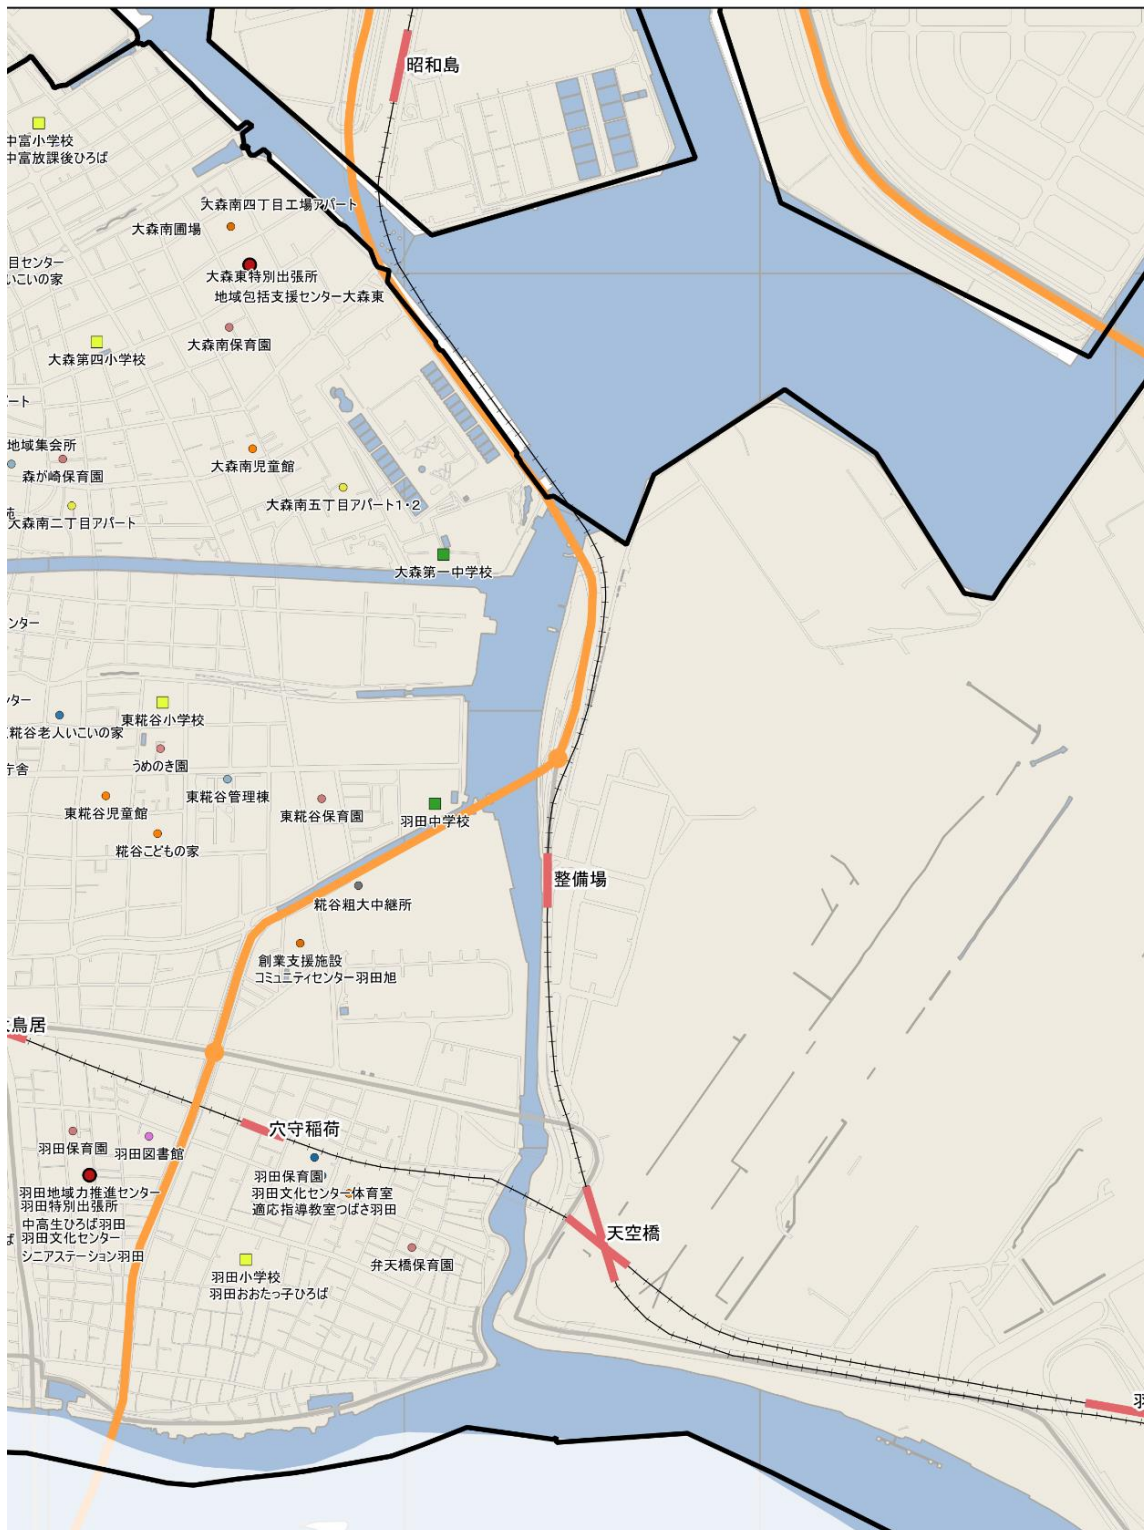 昭和島
中富小学校
中富放課後ひろば
大森南四丁目工場アパート
大森南圃場
目センター
いこいの家
大森東特別出張所
地域包括支援センター大森東
大森南保育園
大森第四小学校
ート
地域集会所
森が崎保育園
大森南児童館
大森南五丁目アパート1・2
苑
大森南二丁目アパート
大森第一中学校
ンター
ンター
東糀谷小学校
糀谷老人いこいの家
うめのき園
庁舎
東糀谷管理棟
東糀谷児童館
東糀谷保育園
羽田中学校
糀谷こどもの家
整備場
糀谷粗大中継所
創業支援施設
コミュニティセンター羽田旭
鳥居
穴守稲荷
羽田保育園
羽田図書館
羽田保育園
羽田地域力推進センター
羽田特別出張所
羽田文化センター体育室
適応指導教室つばさ羽田
中高生ひろば羽田
羽田文化センター
シニアステーション羽田
ば
天空橋
弁天橋保育園
羽田小学校
羽田おおたっ子ひろば
羽